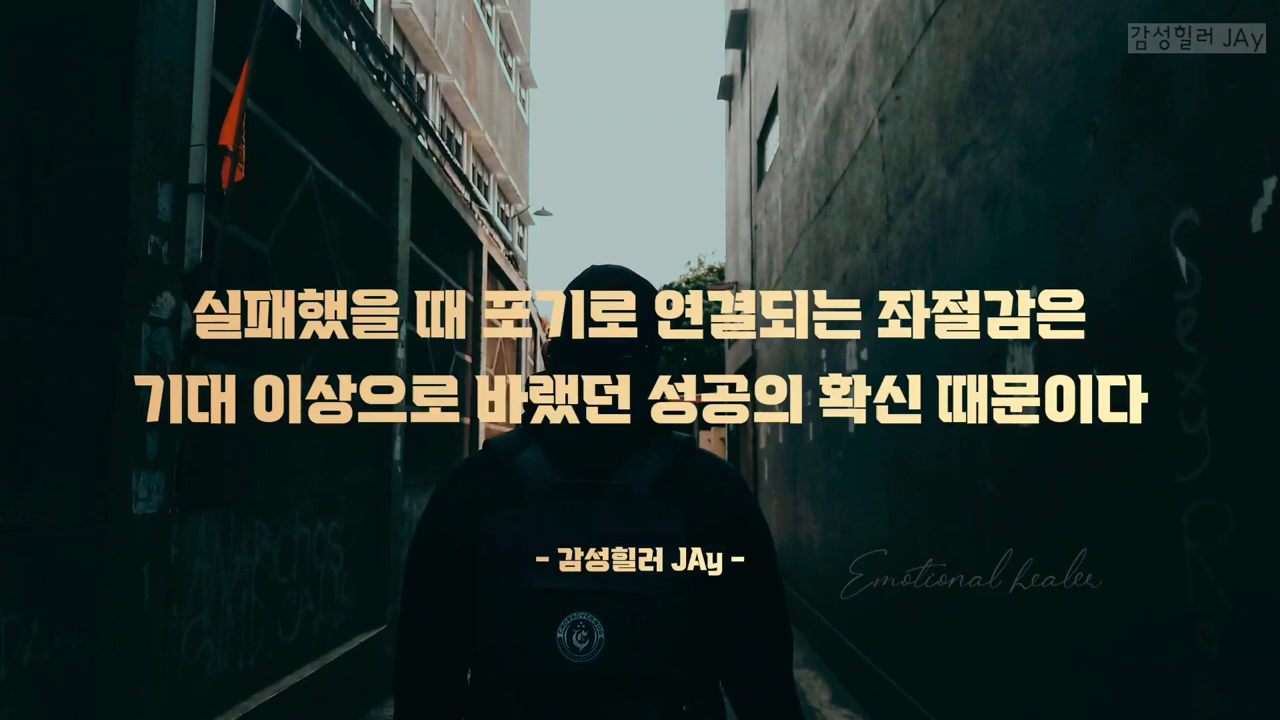 감성힐러 JAy
실패했을 때 포기로 연결되는 좌절감은
기대 이상으로 바랬던 성공의 확신 때문이다
- 감성힐러 JAy -
Emotional healer